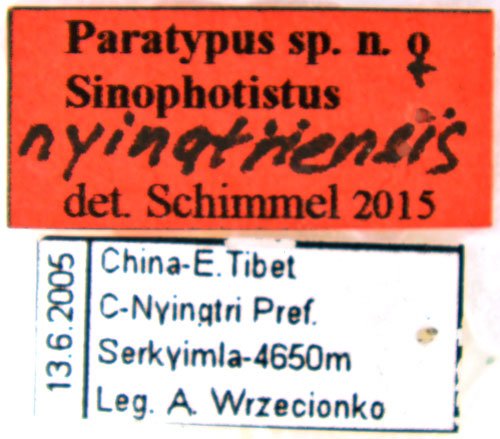 Paratypus sp. n. ♀
Sinophotistus
nyingtriensis
det. Schimmel 2015
13.6.2005
China-E.Tibet
C-Nyingtri Pref.
Serkyimla-4650m
Leg. A. Wrzecionko